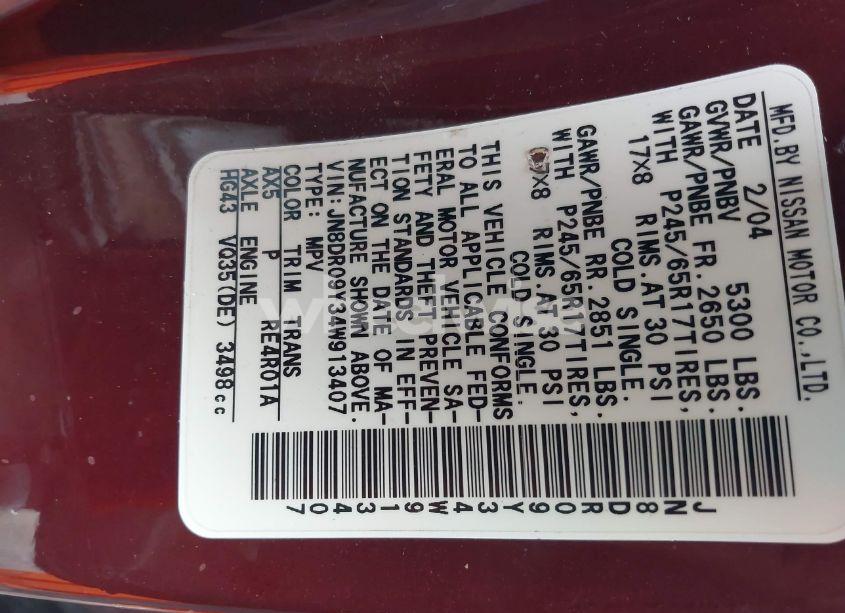 MFD.BY NISSAN MOTOR CO.,LTD.
DATE 2/04
GVWR/PNBV 5300 LBS.
GAWR/PNBE FR.2650 LBS.
WITH P245/65R17TIRES,
17X8 RIMS.AT 30 PSI
COLD SINGLE.
GAWR/PNBE RR.2851 LBS.
WITH P245/65R17TIRES,
17X8 RIMS.AT 30 PSI
COLD SINGLE.
THIS VEHICLE CONFORMS
TO ALL APPLICABLE FED-
ERAL MOTOR VEHICLE SA-
FETY AND THEFT PREVEN-
TION STANDARDS IN EFF-
ECT ON THE DATE OF MA-
NUFACTURE SHOWN ABOVE.
VIN:JN8DR09Y34W913407
TYPE: MPV
COLOR TRIM TRANS
AX5 P RE4R01A
AXLE ENGINE
HG43 VQ35(DE) 3498cc
JN8DR09Y34W913407